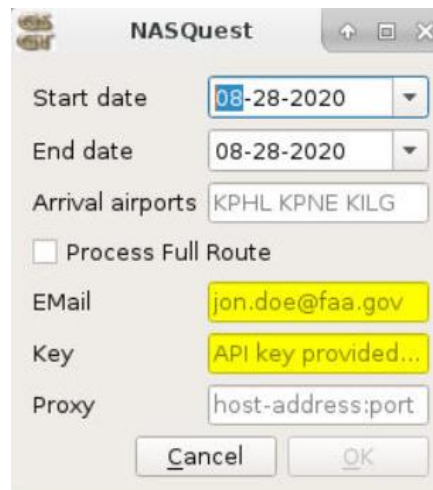 NASQuest
Start date 08-28-2020
End date 08-28-2020
Arrival airports KPHL KPNE KILG
Process Full Route
EMail jon.doe@faa.gov
Key API key provided...
Proxy host-address:port
Cancel OK